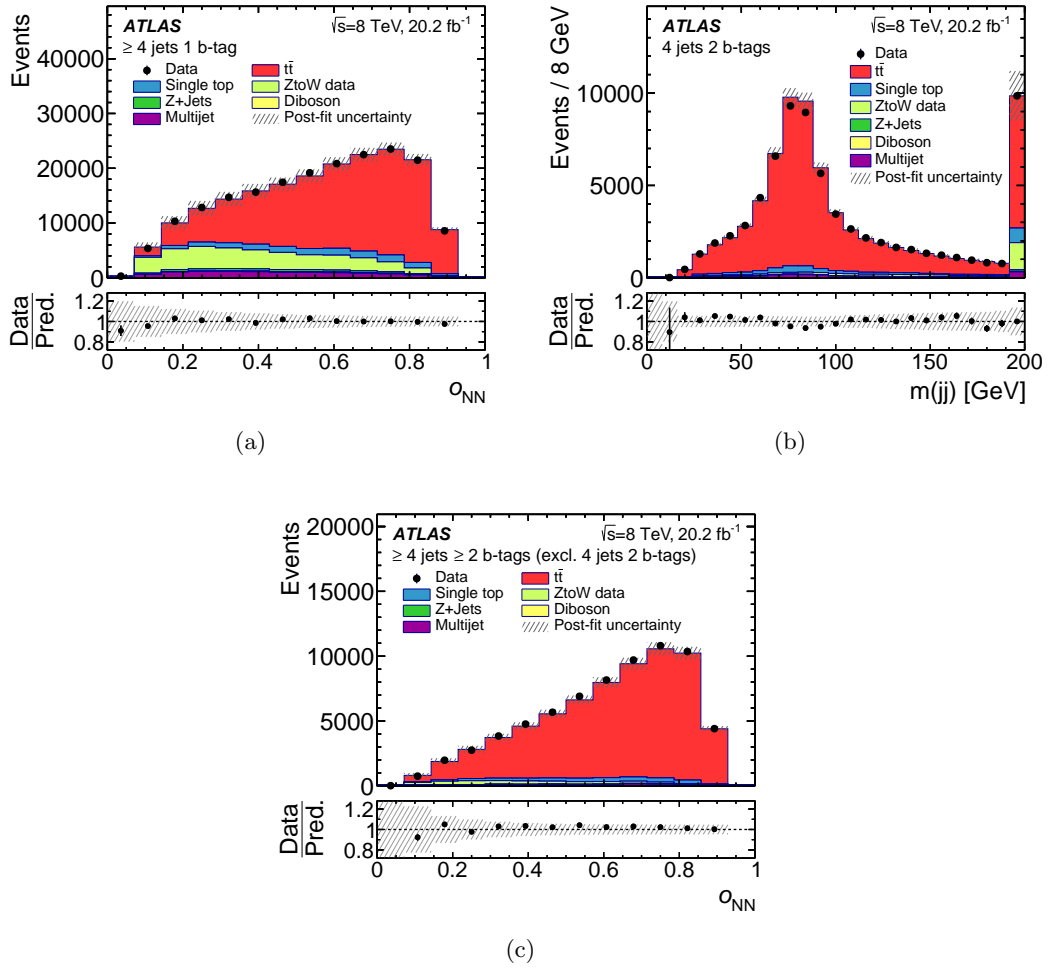 ATLAS √s=8 TeV, 20.2 fb⁻¹
≥ 4 jets 1 b-tag
Data tt̄
Single top ZtoW data
Z+Jets Diboson
Multijet Post-fit uncertainty
Events
40000
30000
20000
10000
0
Data
Pred.
1.2
1
0.8
0 0.2 0.4 0.6 0.8 1
oNN
(a)
ATLAS √s=8 TeV, 20.2 fb⁻¹
4 jets 2 b-tags
Data
tt̄
Single top
ZtoW data
Z+Jets
Diboson
Multijet
Post-fit uncertainty
Events / 8 GeV
10000
5000
0
Data
Pred.
1.2
1
0.8
0 50 100 150 200
m(jj) [GeV]
(b)
ATLAS √s=8 TeV, 20.2 fb⁻¹
≥ 4 jets ≥ 2 b-tags (excl. 4 jets 2 b-tags)
Data tt̄
Single top ZtoW data
Z+Jets Diboson
Multijet Post-fit uncertainty
Events
20000
15000
10000
5000
0
Data
Pred.
1.2
1
0.8
0 0.2 0.4 0.6 0.8 1
oNN
(c)